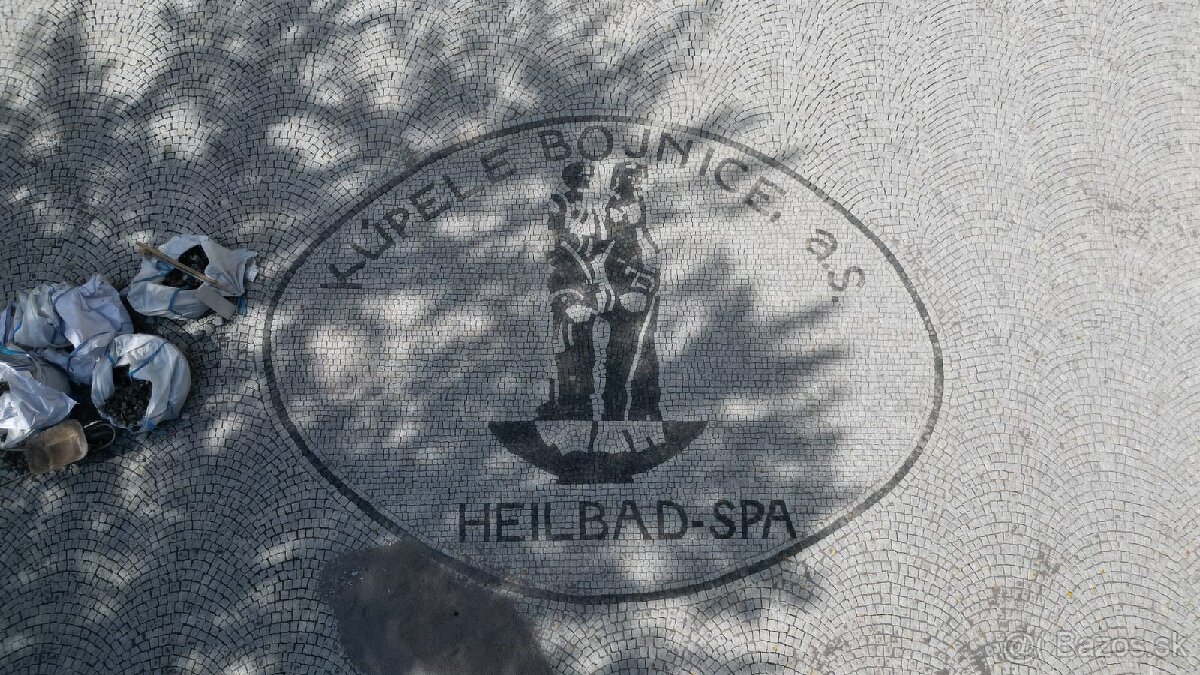 KÚPELE BOJNICE, a.S.
HEILBAD-SPA
@ Bazos.sk